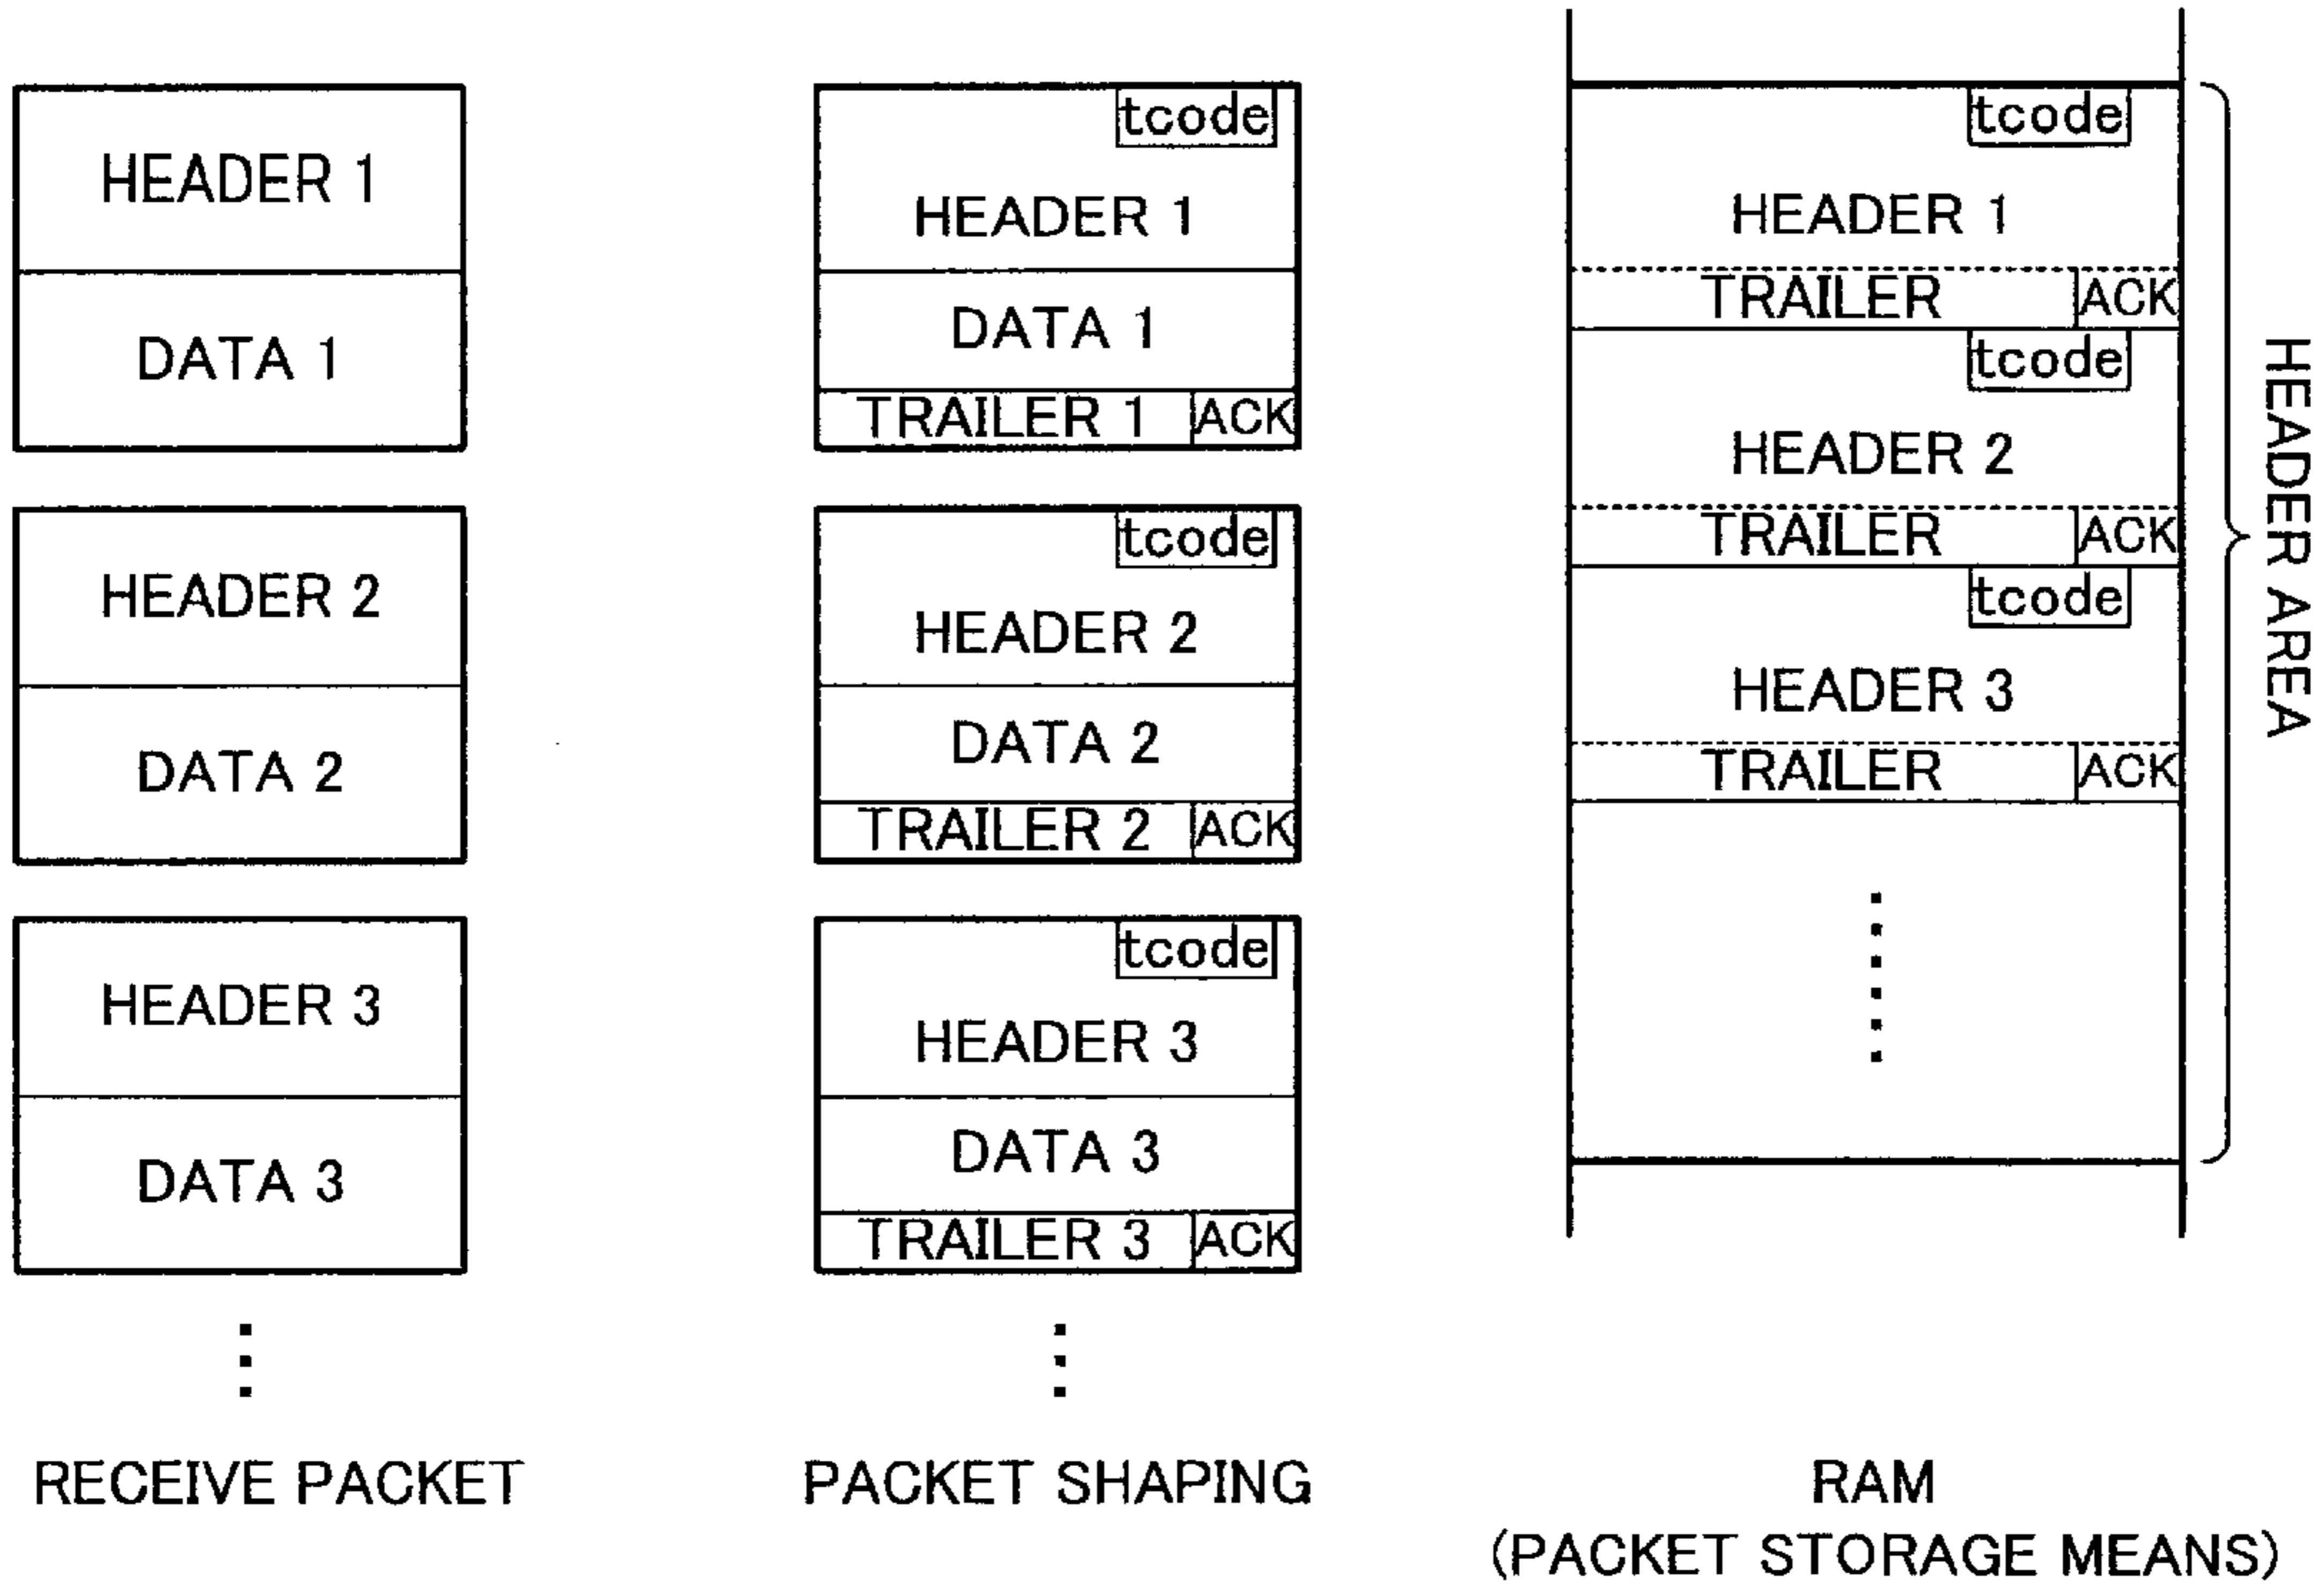 HEADER 1
DATA 1
HEADER 2
DATA 2
HEADER 3
DATA 3
RECEIVE PACKET
tcode
HEADER 1
DATA 1
TRAILER 1 ACK
tcode
HEADER 2
DATA 2
TRAILER 2 ACK
tcode
HEADER 3
DATA 3
TRAILER 3 ACK
PACKET SHAPING
tcode
HEADER 1
TRAILER ACK
tcode
HEADER 2
TRAILER ACK
tcode
HEADER 3
TRAILER ACK
HEADER AREA
RAM
(PACKET STORAGE MEANS)